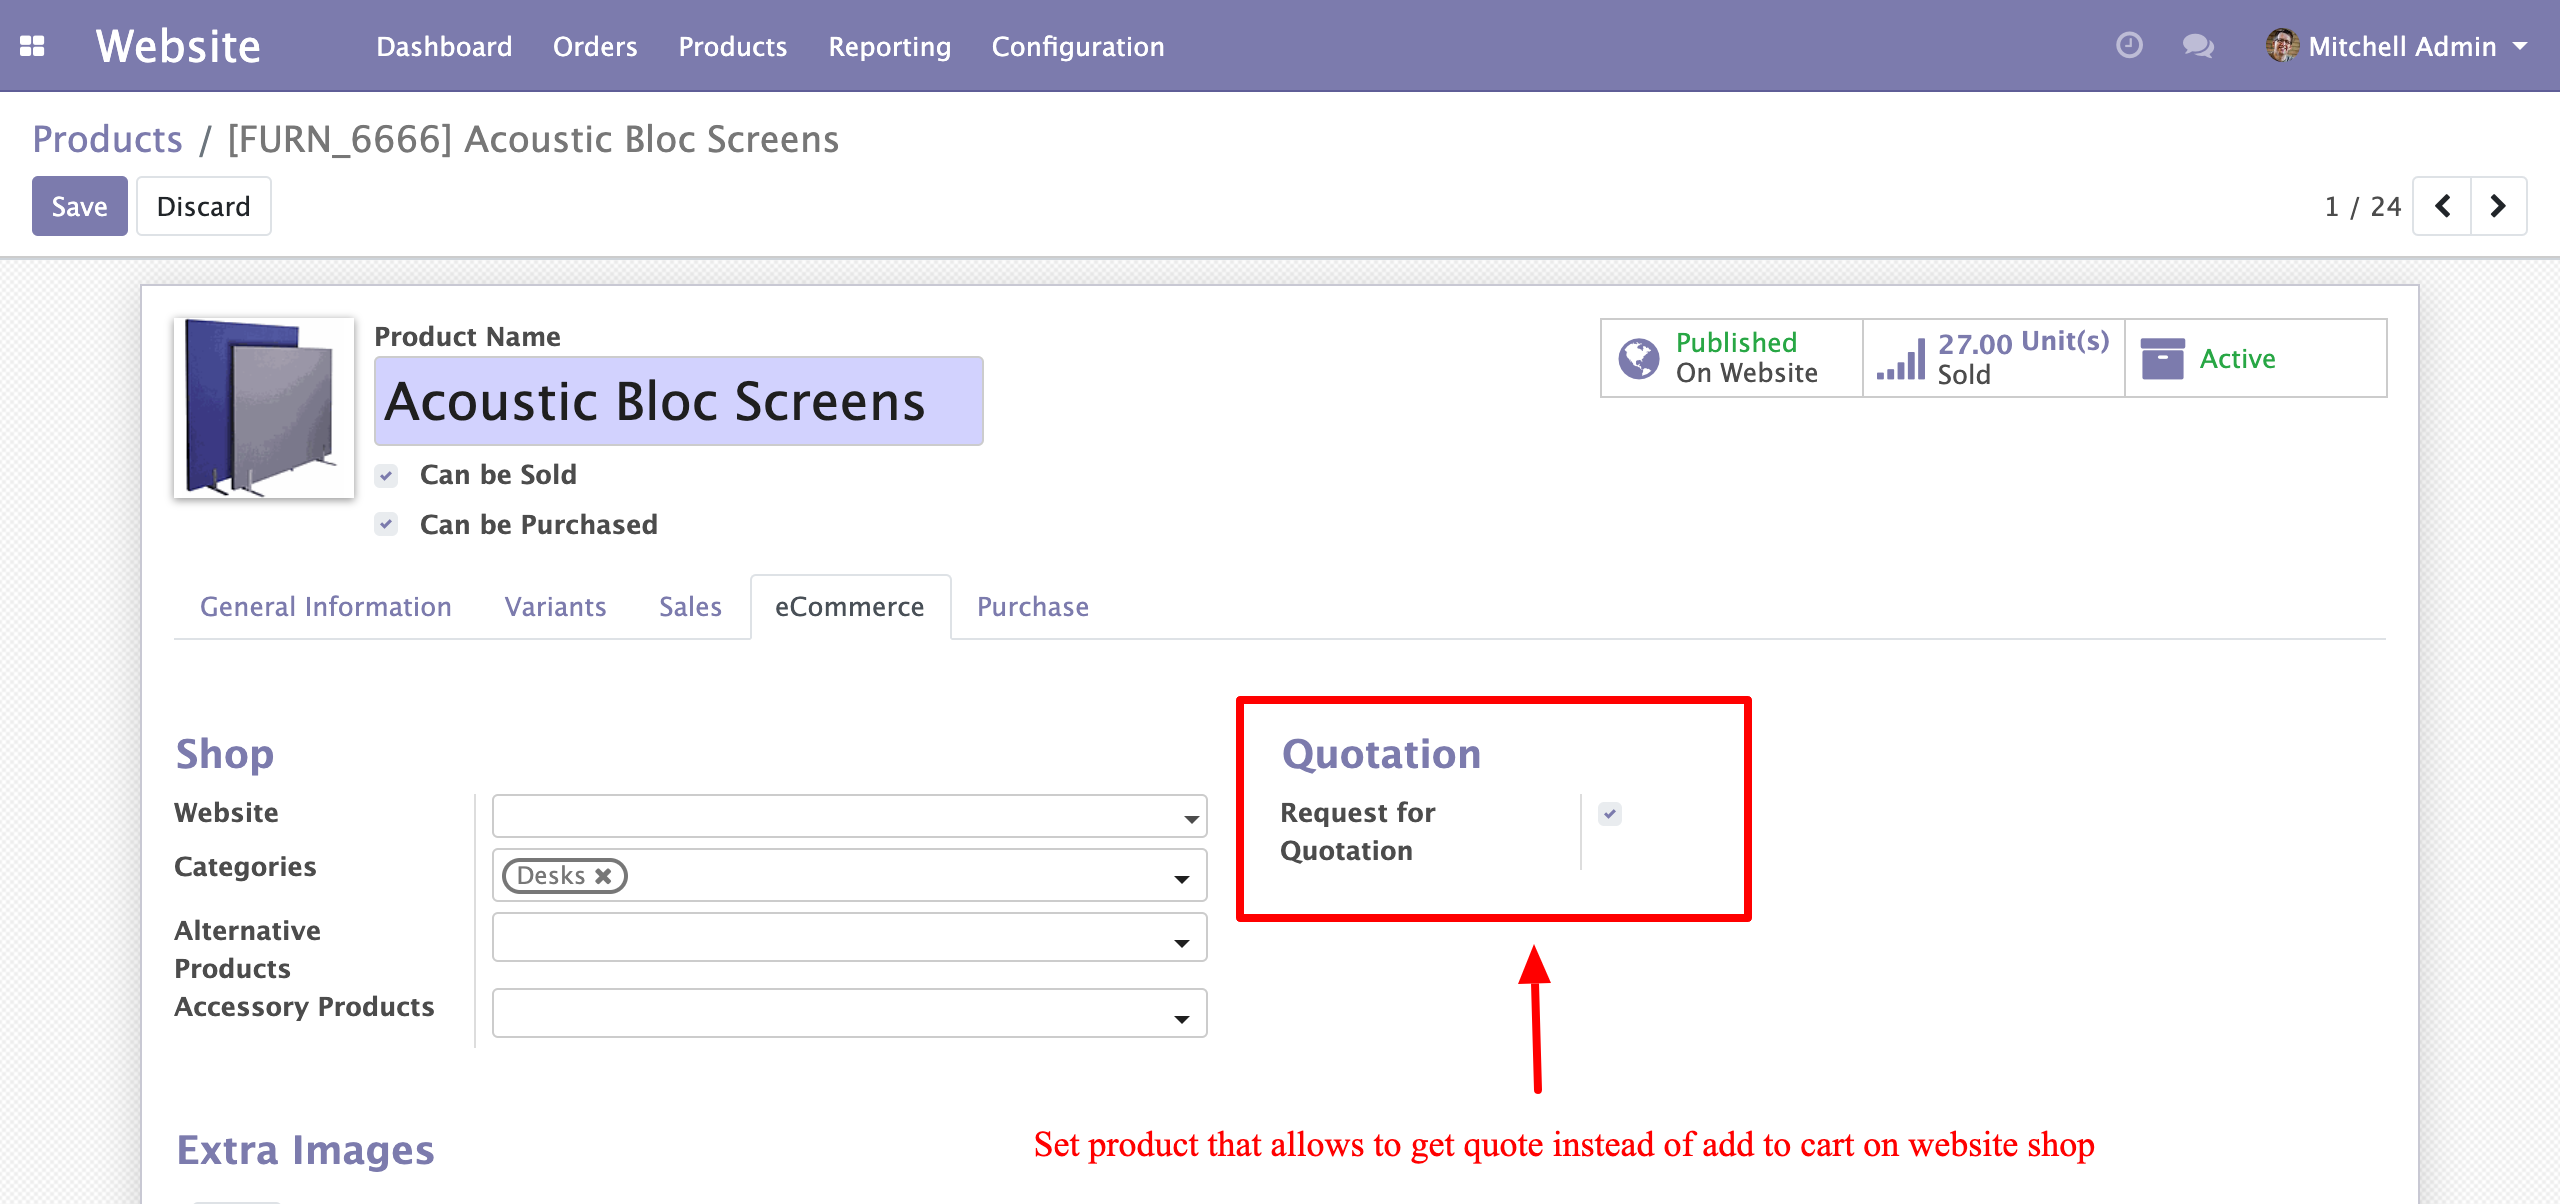 Website Dashboard Orders Products Reporting Configuration Mitchell Admin
Products / [FURN_6666] Acoustic Bloc Screens
Save Discard 1 / 24
Product Name
Acoustic Bloc Screens
Can be Sold
Can be Purchased
Published
On Website
27.00 Unit(s)
Sold
Active
General Information Variants Sales eCommerce Purchase
Shop
Website
Categories Desks
Alternative
Products
Accessory Products
Quotation
Request for
Quotation
Set product that allows to get quote instead of add to cart on website shop
Extra Images